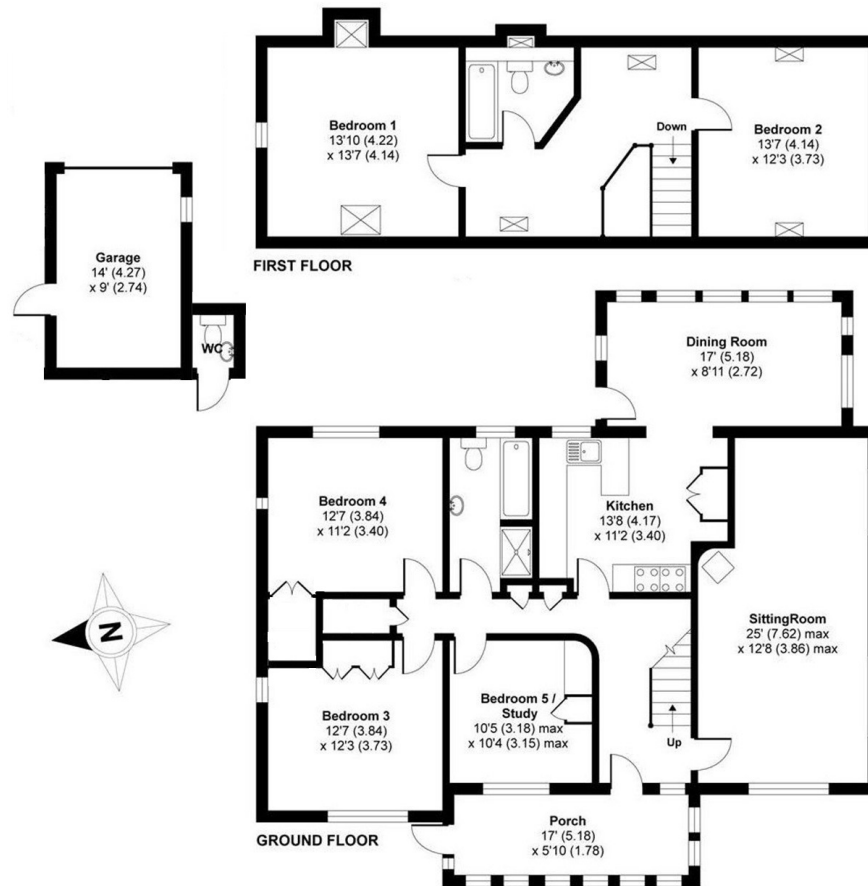 Bedroom 1
13'10 (4.22)
x 13'7 (4.14)
Down
Bedroom 2
13'7 (4.14)
x 12'3 (3.73)
FIRST FLOOR
Garage
14' (4.27)
x 9' (2.74)
WC
Dining Room
17' (5.18)
x 8'11 (2.72)
Bedroom 4
12'7 (3.84)
x 11'2 (3.40)
Kitchen
13'8 (4.17)
x 11'2 (3.40)
N
SittingRoom
25' (7.62) max
x 12'8 (3.86) max
Bedroom 3
12'7 (3.84)
x 12'3 (3.73)
Bedroom 5 /
Study
10'5 (3.18) max
x 10'4 (3.15) max
Up
Porch
17' (5.18)
x 5'10 (1.78)
GROUND FLOOR